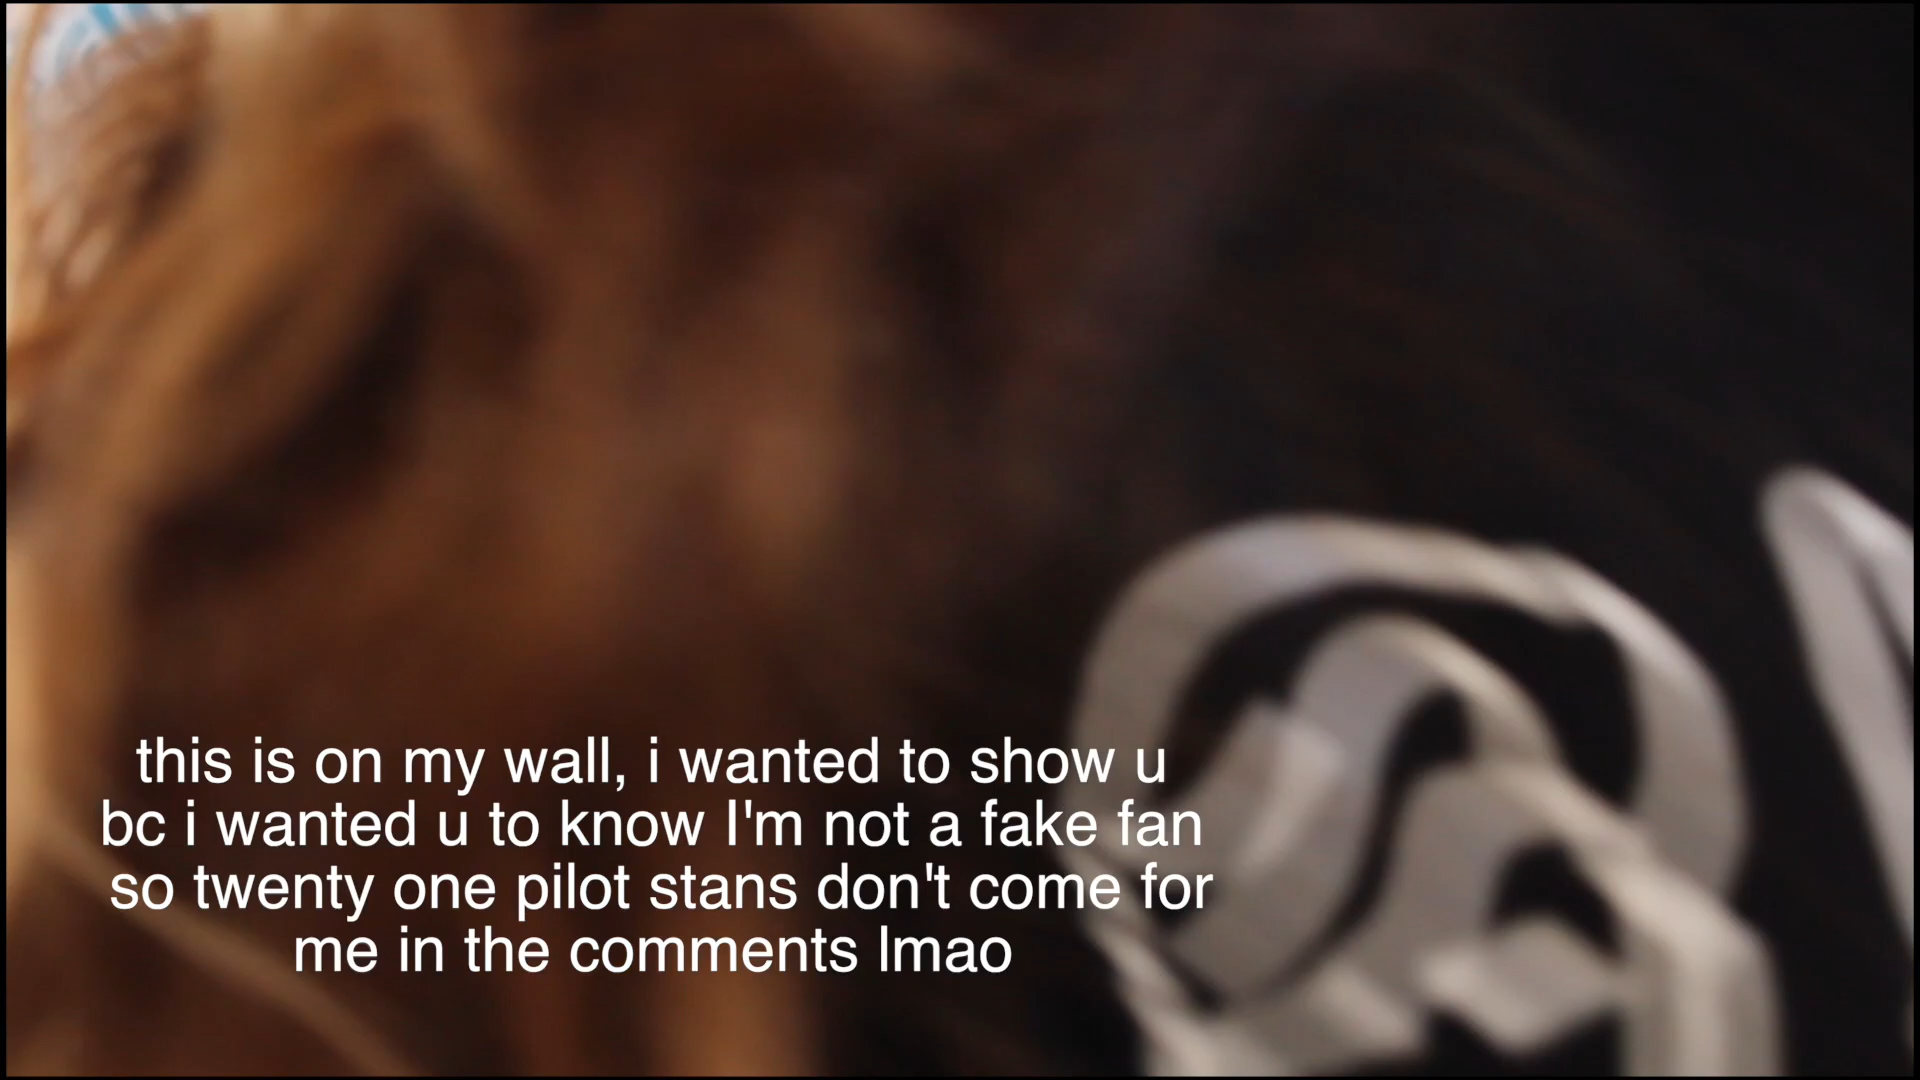 this is on my wall, i wanted to show u
bc i wanted u to know I'm not a fake fan
so twenty one pilot stans don't come for
me in the comments lmao